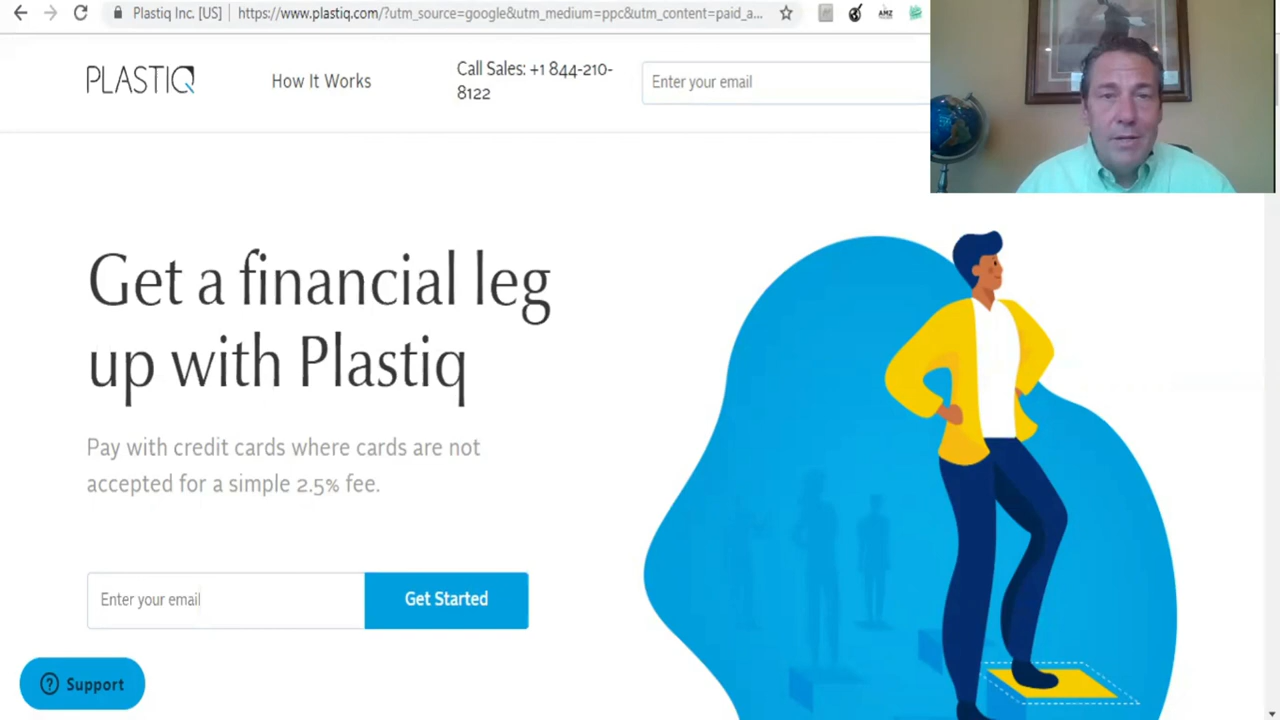 Plastiq Inc. [US]
https://www.plastiq.com/?utm_source=google&utm_medium=ppc&utm_content=paid_a...
AMZ
PLASTIQ
How It Works
Call Sales: +1 844-210-
8122
Enter your email
Get a financial leg
up with Plastiq
Pay with credit cards where cards are not
accepted for a simple 2.5% fee.
Enter your email
Get Started
? Support